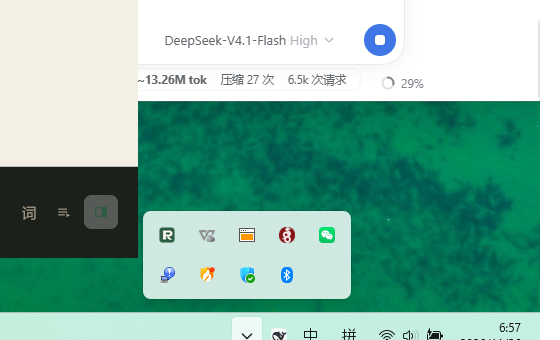 DeepSeek-V4.1-Flash High
~13.26M tok 压缩 27 次 6.5k 次请求 29%
词
中 拼 6:57